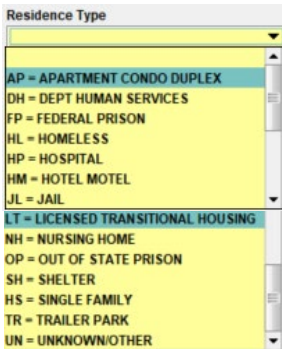 Residence Type
AP = APARTMENT CONDO DUPLEX
DH = DEPT HUMAN SERVICES
FP = FEDERAL PRISON
HL = HOMELESS
HP = HOSPITAL
HM = HOTEL MOTEL
JL = JAIL
LT = LICENSED TRANSITIONAL HOUSING
NH = NURSING HOME
OP = OUT OF STATE PRISON
SH = SHELTER
HS = SINGLE FAMILY
TR = TRAILER PARK
UN = UNKNOWN/OTHER